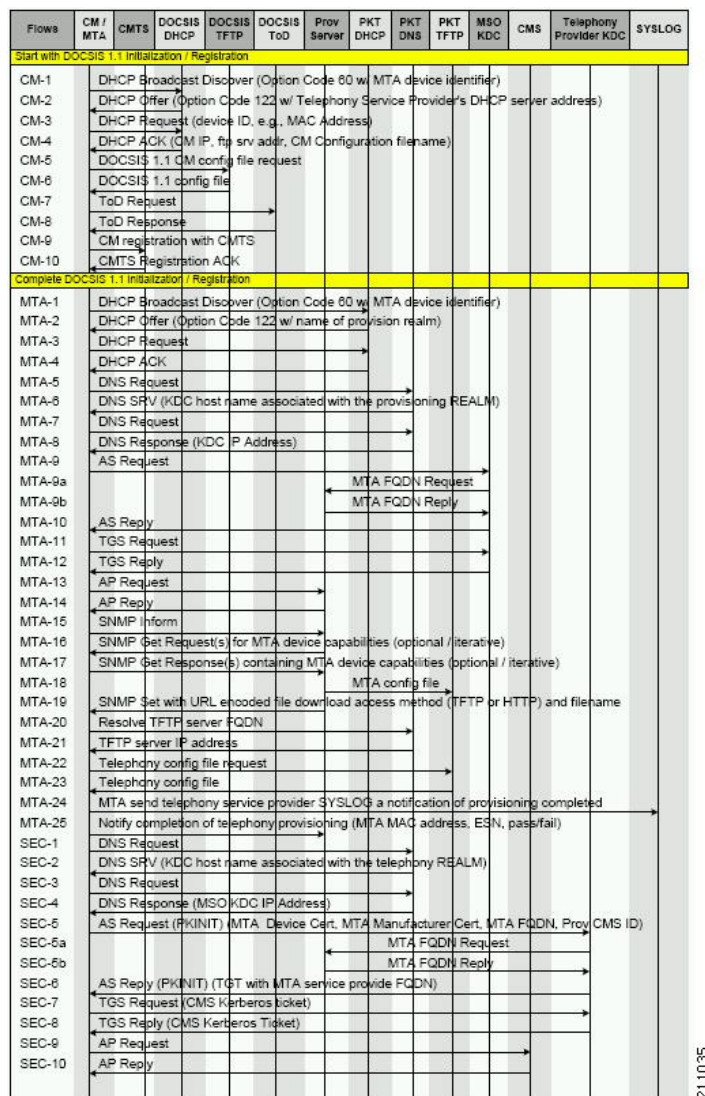 Flows CM / MTA CMTS DOCSIS DHCP DOCSIS TFTP DOCSIS ToD Prov Server PKT DHCP PKT DNS PKT TFTP MSO KDC CMS Telephony Provider KDC SYSLOG
Start with DOCSIS 1.1 Initialization / Registration
CM-1 DHCP Broadcast Discover (Option Code 60 w/ MTA device identifier)
CM-2 DHCP Offer (Option Code 122 w/ Telephony Service Provider's DHCP server address)
CM-3 DHCP Request (device ID, e.g., MAC Address)
CM-4 DHCP ACK (CM IP, ftp srv addr, CM Configuration filename)
CM-5 DOCSIS 1.1 CM config file request
CM-6 DOCSIS 1.1 config file
CM-7 ToD Request
CM-8 ToD Response
CM-9 CM registration with CMTS
CM-10 CMTS Registration ACK
Complete DOCSIS 1.1 Initialization / Registration
MTA-1 DHCP Broadcast Discover (Option Code 60 w/ MTA device identifier)
MTA-2 DHCP Offer (Option Code 122 w/ name of provision realm)
MTA-3 DHCP Request
MTA-4 DHCP ACK
MTA-5 DNS Request
MTA-6 DNS SRV (KDC host name associated with the provisioning REALM)
MTA-7 DNS Request
MTA-8 DNS Response (KDC IP Address)
MTA-9 AS Request
MTA-9a MTA FQDN Request
MTA-9b MTA FQDN Reply
MTA-10 AS Reply
MTA-11 TGS Request
MTA-12 TGS Reply
MTA-13 AP Request
MTA-14 AP Reply
MTA-15 SNMP Inform
MTA-16 SNMP Get Request(s) for MTA device capabilities (optional / iterative)
MTA-17 SNMP Get Response(s) containing MTA device capabilities (optional / iterative)
MTA-18 MTA config file
MTA-19 SNMP Set with URL encoded file download access method (TFTP or HTTP) and filename
MTA-20 Resolve TFTP server FQDN
MTA-21 TFTP server IP address
MTA-22 Telephony config file request
MTA-23 Telephony config file
MTA-24 MTA send telephony service provider SYSLOG a notification of provisioning completed
MTA-25 Notify completion of telephony provisioning (MTA MAC address, ESN, pass/fail)
SEC-1 DNS Request
SEC-2 DNS SRV (KDC host name associated with the telephony REALM)
SEC-3 DNS Request
SEC-4 DNS Response (MSO KDC IP Address)
SEC-5 AS Request (PKINIT) (MTA Device Cert, MTA Manufacturer Cert, MTA FQDN, Prov CMS ID)
SEC-5a MTA FQDN Request
SEC-5b MTA FQDN Reply
SEC-6 AS Reply (PKINIT) (TGT with MTA service provide FQDN)
SEC-7 TGS Request (CMS Kerberos ticket)
SEC-8 TGS Reply (CMS Kerberos Ticket)
SEC-9 AP Request
SEC-10 AP Reply
211035